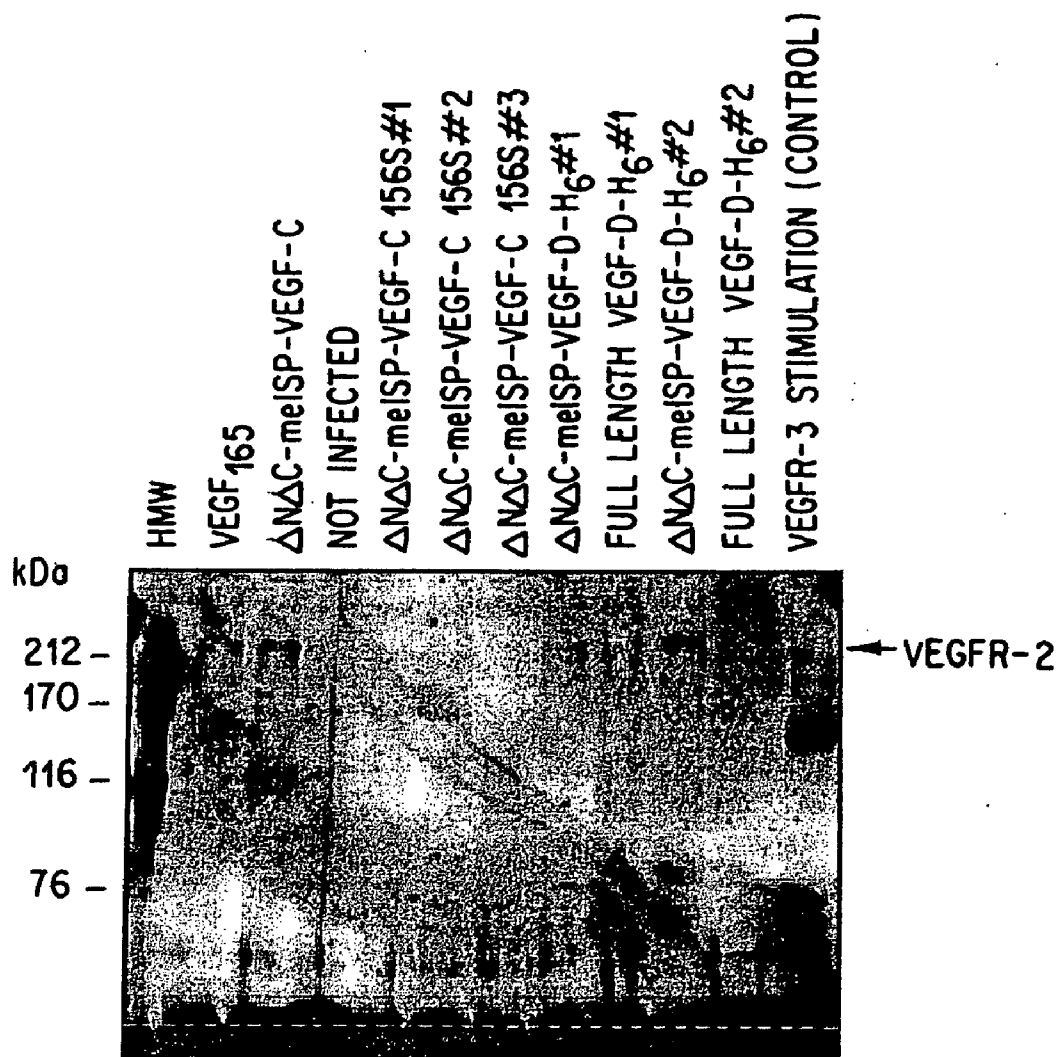 HMW
VEGF165
ΔNΔC-melSP-VEGF-C
NOT INFECTED
ΔNΔC-melSP-VEGF-C 156S#1
ΔNΔC-melSP-VEGF-C 156S#2
ΔNΔC-melSP-VEGF-C 156S#3
ΔNΔC-melSP-VEGF-D-H6#1
FULL LENGTH VEGF-D-H6#1
ΔNΔC-melSP-VEGF-D-H6#2
FULL LENGTH VEGF-D-H6#2
VEGFR-3 STIMULATION (CONTROL)
kDa
212
VEGFR-2
170
116
76